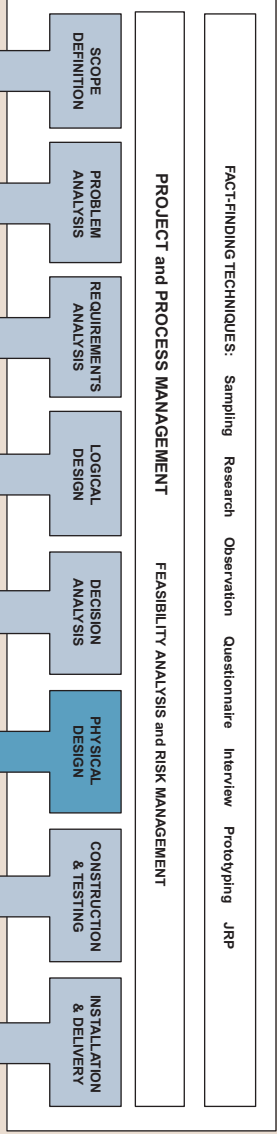 FACT-FINDING TECHNIQUES: Sampling Research Observation Questionnaire Interview Prototyping JRP
PROJECT and PROCESS MANAGEMENT FEASIBILITY ANALYSIS and RISK MANAGEMENT
SCOPE
DEFINITION
PROBLEM
ANALYSIS
REQUIREMENTS
ANALYSIS
LOGICAL
DESIGN
DECISION
ANALYSIS
PHYSICAL
DESIGN
CONSTRUCTION
& TESTING
INSTALLATION
& DELIVERY